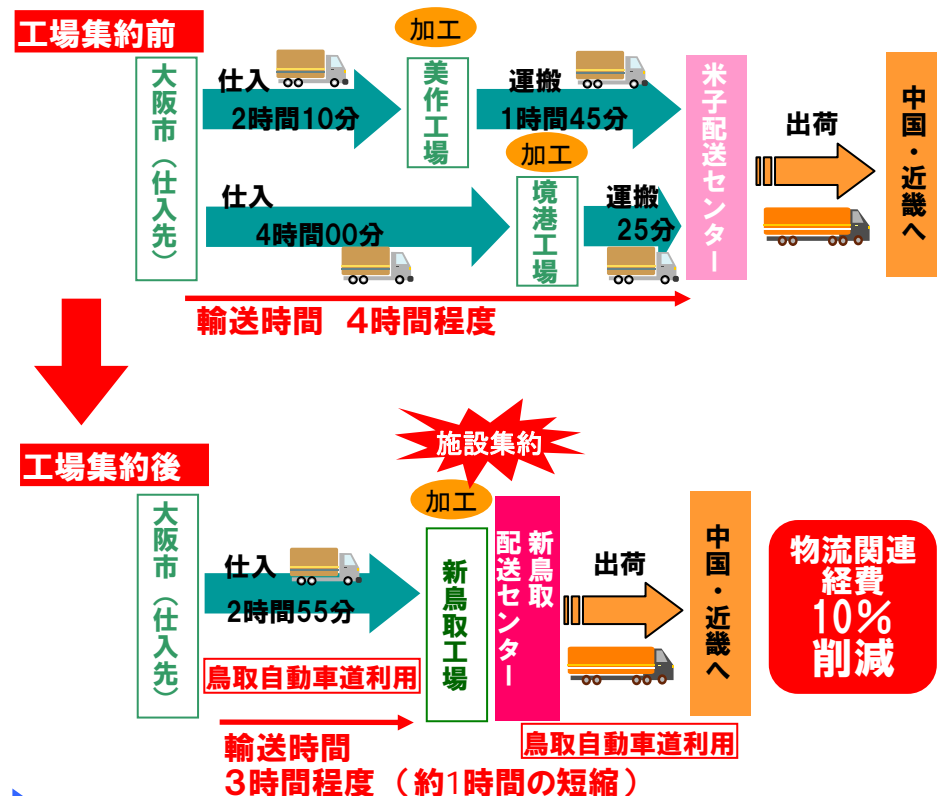 工場集約前
加工
大阪市（仕入先）
仕入
2時間10分
美作工場
運搬
1時間45分
米子配送センター
出荷
中国・近畿へ
加工
仕入
4時間00分
境港工場
運搬
25分
輸送時間　4時間程度
施設集約
工場集約後
加工
大阪市（仕入先）
仕入
2時間55分
鳥取自動車道利用
新鳥取工場
新鳥取
配送センター
出荷
中国・近畿へ
物流関連
経費
10％
削減
鳥取自動車道利用
輸送時間
3時間程度（約1時間の短縮）